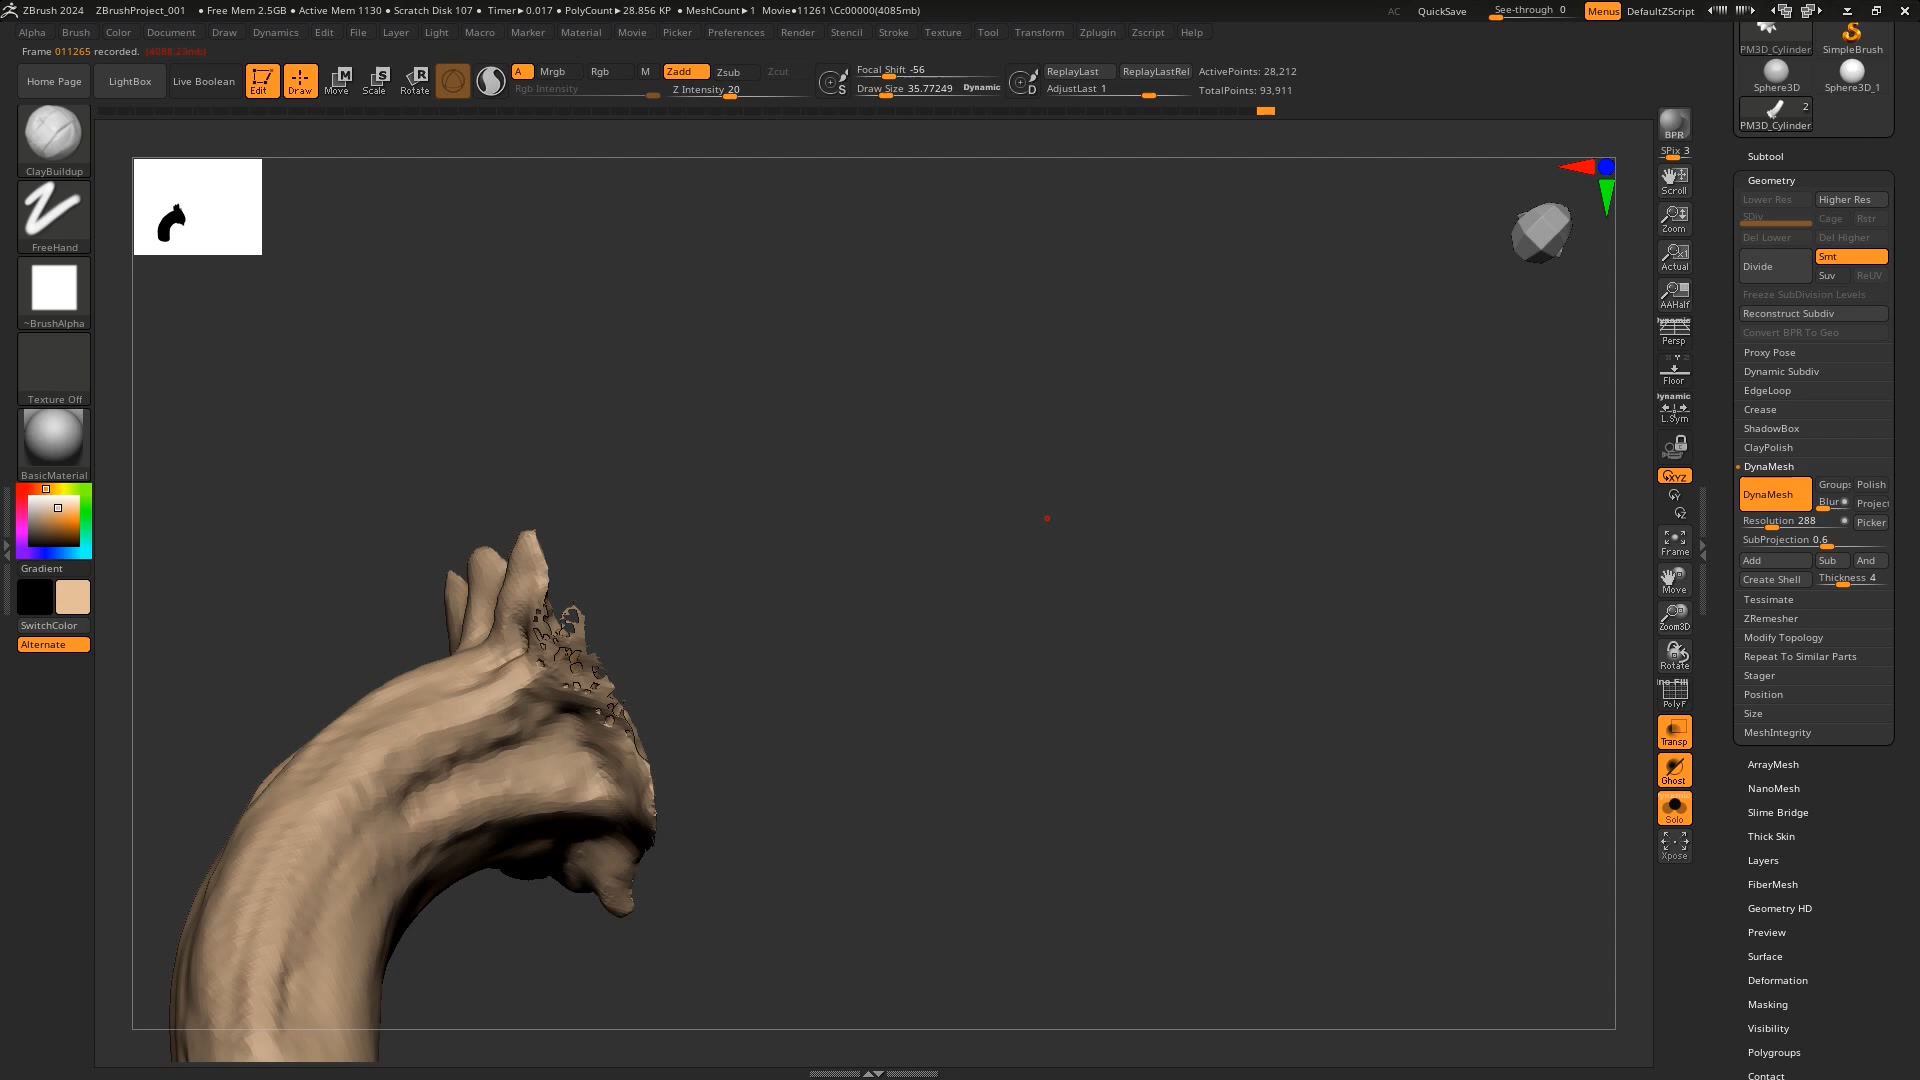 ZBrush 2024 ZBrushProject_001 • Free Mem 2.5GB • Active Mem 1130 • Scratch Disk 107 • Timer▸0.017 • PolyCount▸28.856 KP • MeshCount▸1 Movie•11261 \Cc00000(4085mb) AC QuickSave See-through 0 Menus DefaultZScript
Alpha Brush Color Document Draw Dynamics Edit File Layer Light Macro Marker Material Movie Picker Preferences Render Stencil Stroke Texture Tool Transform Zplugin Zscript Help
Frame 011265 recorded. (4088.23mb)
Home Page LightBox Live Boolean Edit Draw Move Scale Rotate
A Mrgb Rgb M Zadd Zsub Zcut
Rgb Intensity Z Intensity 20
S Focal Shift -56
Draw Size 35.77249 Dynamic
D ReplayLast ReplayLastRel
AdjustLast 1
ActivePoints: 28,212
TotalPoints: 93,911
ClayBuildup
FreeHand
~BrushAlpha
Texture Off
BasicMaterial
Gradient
SwitchColor
Alternate
BPR
SPix 3
Scroll
Zoom
Actual
AAHalf
Dynamic
Persp
Floor
Dynamic
L.Sym
XYZ
Y
Z
Frame
Move
Zoom3D
Rotate
PolyF
Transp
Ghost
Solo
Xpose
PM3D_Cylinder SimpleBrush
Sphere3D Sphere3D_1
2
PM3D_Cylinder
Subtool
Geometry
Lower Res Higher Res
SDiv Cage Rstr
Del Lower Del Higher
Divide Smt
Suv ReUV
Freeze SubDivision Levels
Reconstruct Subdiv
Convert BPR To Geo
Proxy Pose
Dynamic Subdiv
EdgeLoop
Crease
ShadowBox
ClayPolish
DynaMesh
DynaMesh Groups Polish
Blur Project
Resolution 288 Picker
SubProjection 0.6
Add Sub And
Create Shell Thickness 4
Tessimate
ZRemesher
Modify Topology
Repeat To Similar Parts
Stager
Position
Size
MeshIntegrity
ArrayMesh
NanoMesh
Slime Bridge
Thick Skin
Layers
FiberMesh
Geometry HD
Preview
Surface
Deformation
Masking
Visibility
Polygroups
Contact